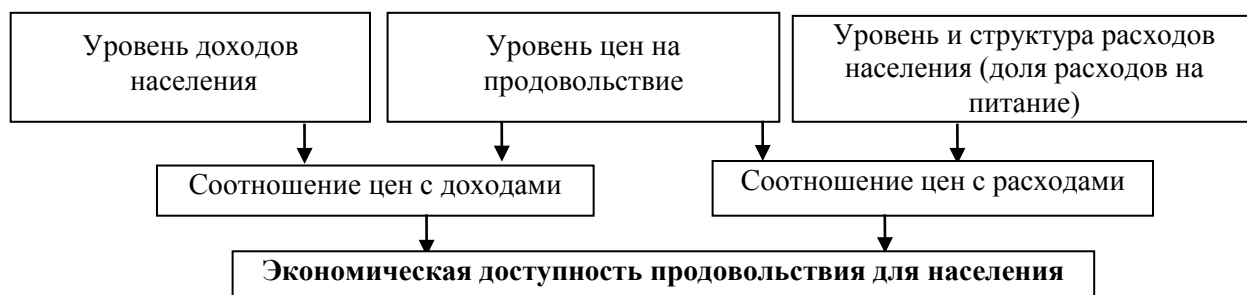 Уровень доходов
населения
Уровень цен на
продовольствие
Уровень и структура расходов
населения (доля расходов на
питание)
Соотношение цен с доходами
Соотношение цен с расходами
Экономическая доступность продовольствия для населения